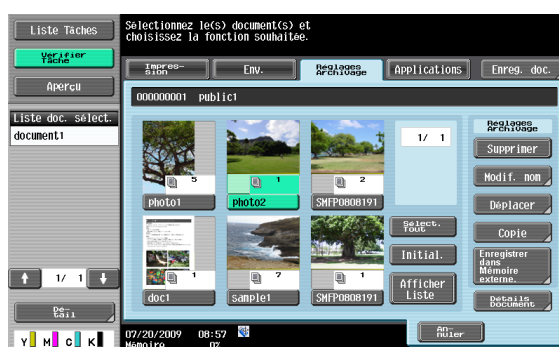 Liste Tâches
Vérifier
Tâche
Aperçu
Liste doc. sélect.
document1
1/ 1
Dé-
tail
Y M C K
Sélectionnez le(s) document(s) et
choisissez la fonction souhaitée.
Impres-
sion
Env.
Réglages
Archivage
Applications
Enreg. doc.
000000001 public1
5
photo1
1
photo2
2
SMFP0808191
1/ 1
1
doc1
7
sample1
1
SMFP0808191
Sélect.
Tout
Initial.
Afficher
Liste
Réglages
Archivage
Supprimer
Modif. nom
Déplacer
Copie
Enregistrer
dans
Mémoire
externe.
Détails
Document
An-
nuler
07/20/2009 08:57
Mémoire 0%